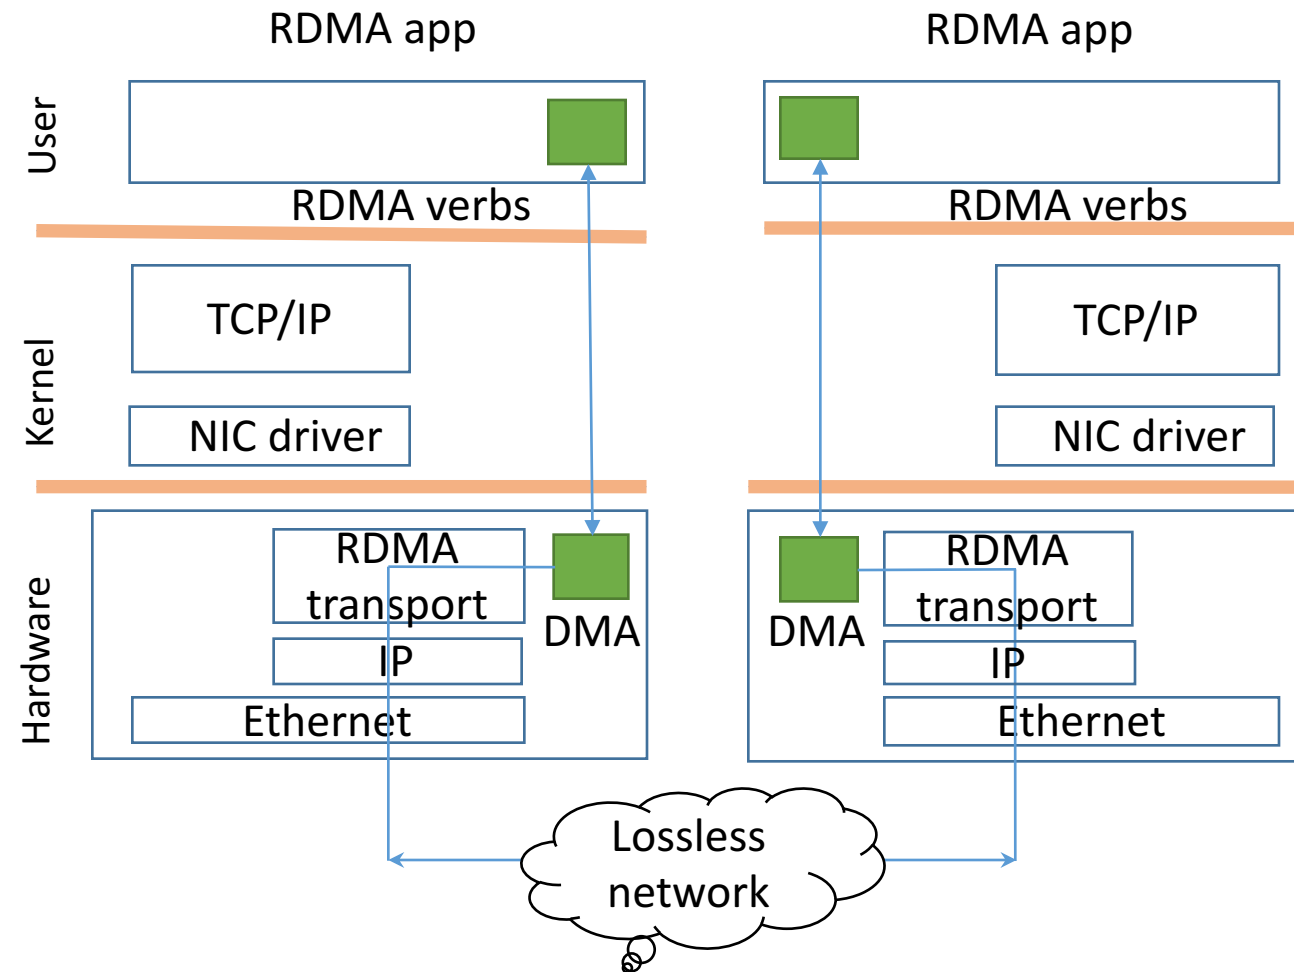 RDMA app
RDMA app
User
RDMA verbs
RDMA verbs
Kernel
TCP/IP
TCP/IP
NIC driver
NIC driver
Hardware
RDMA
transport
DMA
IP
Ethernet
RDMA
transport
DMA
IP
Ethernet
Lossless
network